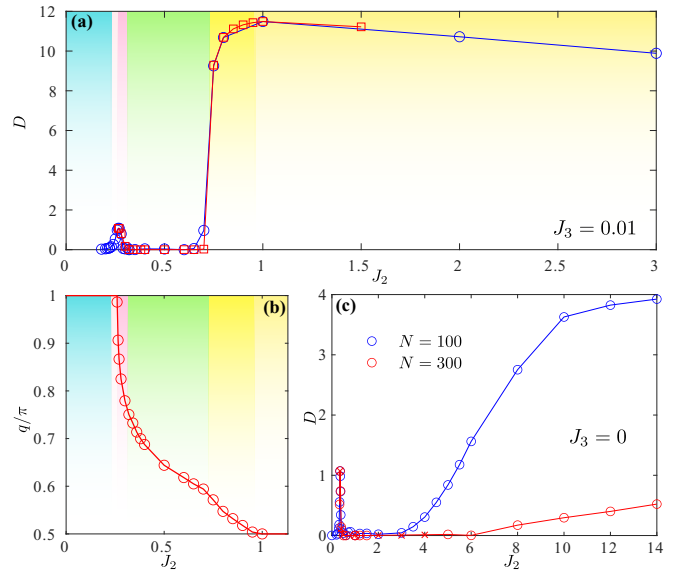 (a)
12
10
8
6
4
2
0
D
J₃ = 0.01
0 0.5 1 1.5 2 2.5 3
J₂
(b)
1
0.9
0.8
0.7
0.6
0.5
q/π
0 0.5 1
J₂
(c)
4
3
2
1
0
D
N = 100
N = 300
J₃ = 0
0 2 4 6 8 10 12 14
J₂